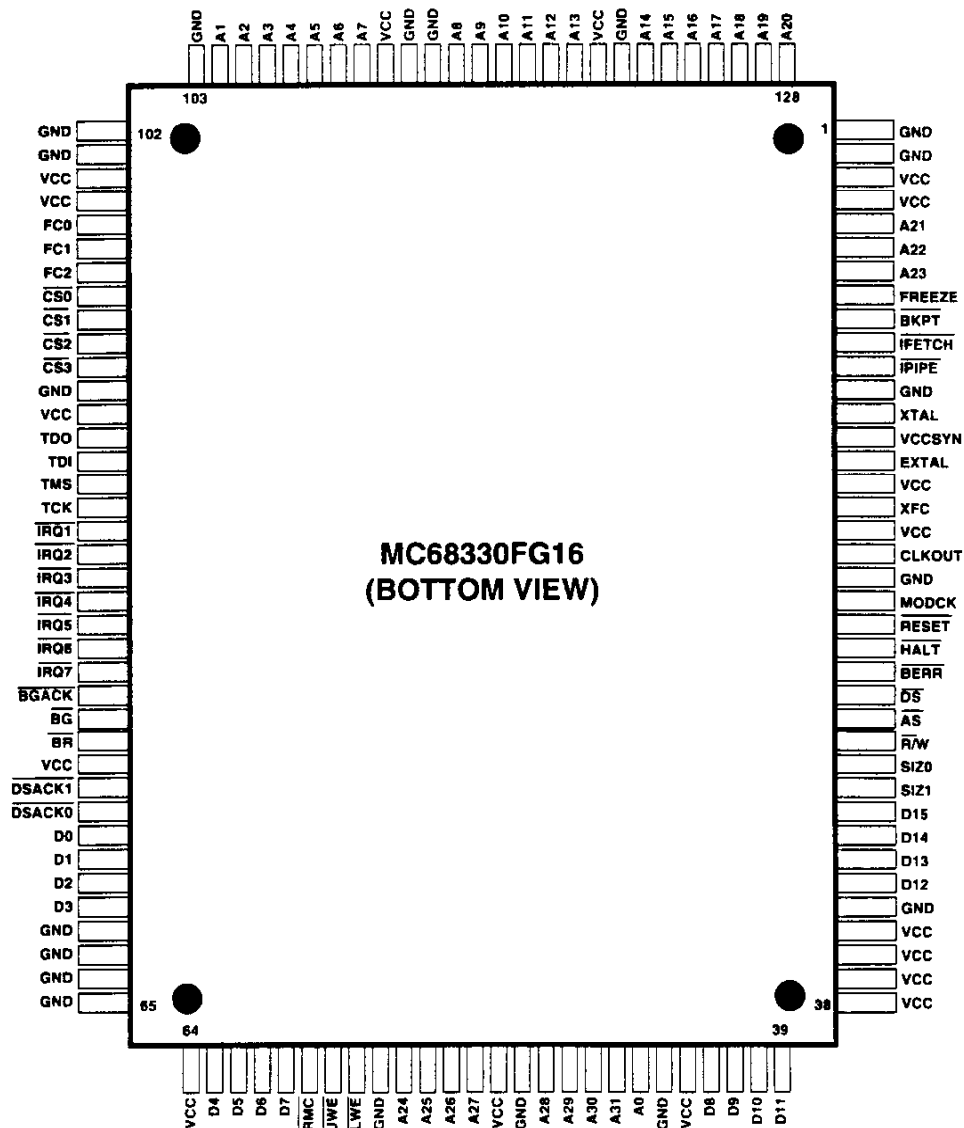 GND A1 A2 A3 A4 A5 A6 A7 VCC GND GND A8 A9 A10 A11 A12 A13 VCC GND A14 A15 A16 A17 A18 A19 A20
103 128
102 1
GND GND
GND GND
VCC VCC
VCC VCC
FC0 A21
FC1 A22
FC2 A23
CS0 FREEZE
CS1 BKPT
CS2 IFETCH
CS3 IPIPE
GND GND
VCC XTAL
TDO VCCSYN
TDI EXTAL
TMS VCC
TCK XFC
IRQ1 VCC
IRQ2 CLKOUT
IRQ3 GND
IRQ4 MODCK
IRQ5 RESET
IRQ6 HALT
IRQ7 BERR
BGACK DS
BG AS
BR R/W
VCC SIZ0
DSACK1 SIZ1
DSACK0 D15
D0 D14
D1 D13
D2 D12
D3 GND
GND VCC
GND VCC
GND VCC
GND VCC
MC68330FG16
(BOTTOM VIEW)
65 38
64 39
VCC D4 D5 D6 D7 RMC UWE LWE GND A24 A25 A26 A27 VCC GND A28 A29 A30 A31 A0 GND VCC D8 D9 D10 D11